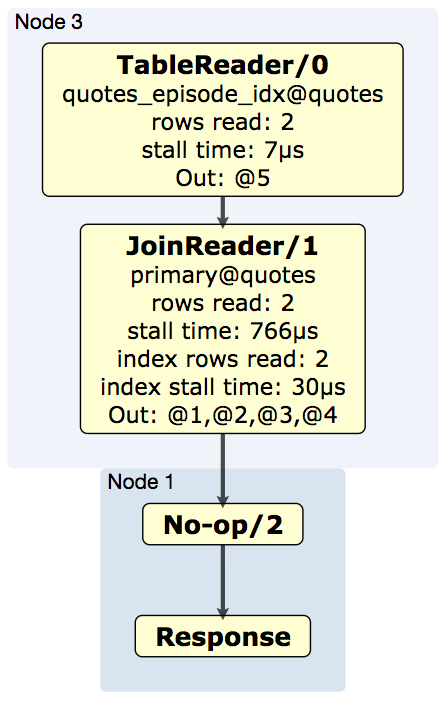 Node 3
TableReader/0
quotes_episode_idx@quotes
rows read: 2
stall time: 7µs
Out: @5
JoinReader/1
primary@quotes
rows read: 2
stall time: 766µs
index rows read: 2
index stall time: 30µs
Out: @1,@2,@3,@4
Node 1
No-op/2
Response